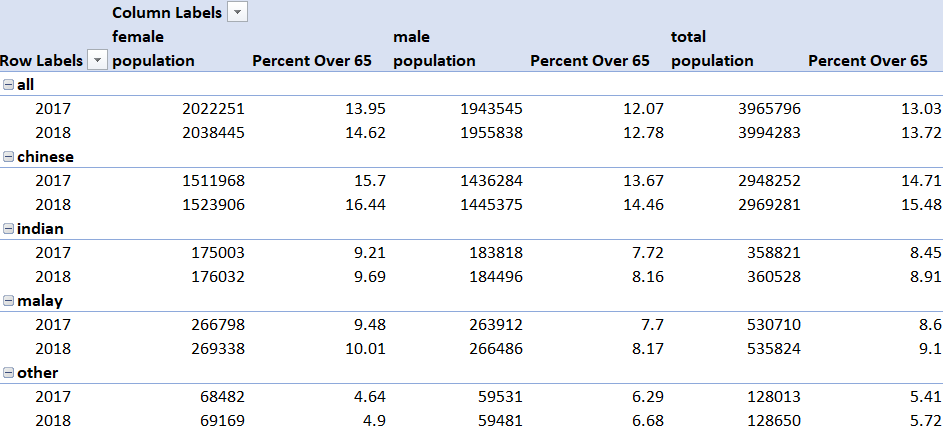 Column Labels
female male total
Row Labels population Percent Over 65 population Percent Over 65 population Percent Over 65
all
2017 2022251 13.95 1943545 12.07 3965796 13.03
2018 2038445 14.62 1955838 12.78 3994283 13.72
chinese
2017 1511968 15.7 1436284 13.67 2948252 14.71
2018 1523906 16.44 1445375 14.46 2969281 15.48
indian
2017 175003 9.21 183818 7.72 358821 8.45
2018 176032 9.69 184496 8.16 360528 8.91
malay
2017 266798 9.48 263912 7.7 530710 8.6
2018 269338 10.01 266486 8.17 535824 9.1
other
2017 68482 4.64 59531 6.29 128013 5.41
2018 69169 4.9 59481 6.68 128650 5.72